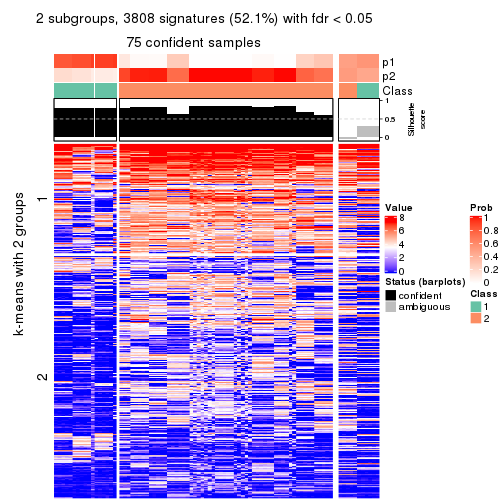 2 subgroups, 3808 signatures (52.1%) with fdr < 0.05
75 confident samples
p1
p2
Class
1
0.5
0
Silhouette
score
k-means with 2 groups
1
2
Value
8
6
4
2
0
Status (barplots)
confident
ambiguous
Prob
1
0.8
0.6
0.4
0.2
0
Class
1
2